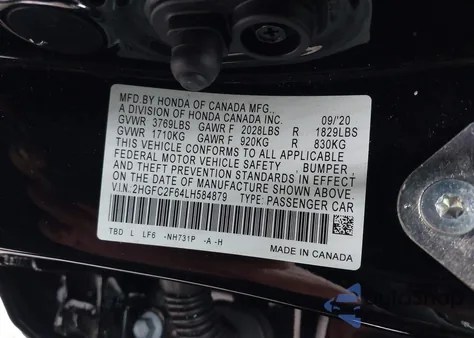 MFD.BY HONDA OF CANADA MFG.,
A DIVISION OF HONDA CANADA INC. 09/'20
GVWR 3769LBS GAWR F 2028LBS R 1829LBS
GVWR 1710KG GAWR F 920KG R 830KG
THIS VEHICLE CONFORMS TO ALL APPLICABLE
FEDERAL MOTOR VEHICLE SAFETY , BUMPER,
AND THEFT PREVENTION STANDARDS IN EFFECT
ON THE DATE OF MANUFACTURE SHOWN ABOVE.
V.I.N.:2HGFC2F64LH584879 TYPE: PASSENGER CAR
TBD L LF6 -NH731P -A -H
MADE IN CANADA